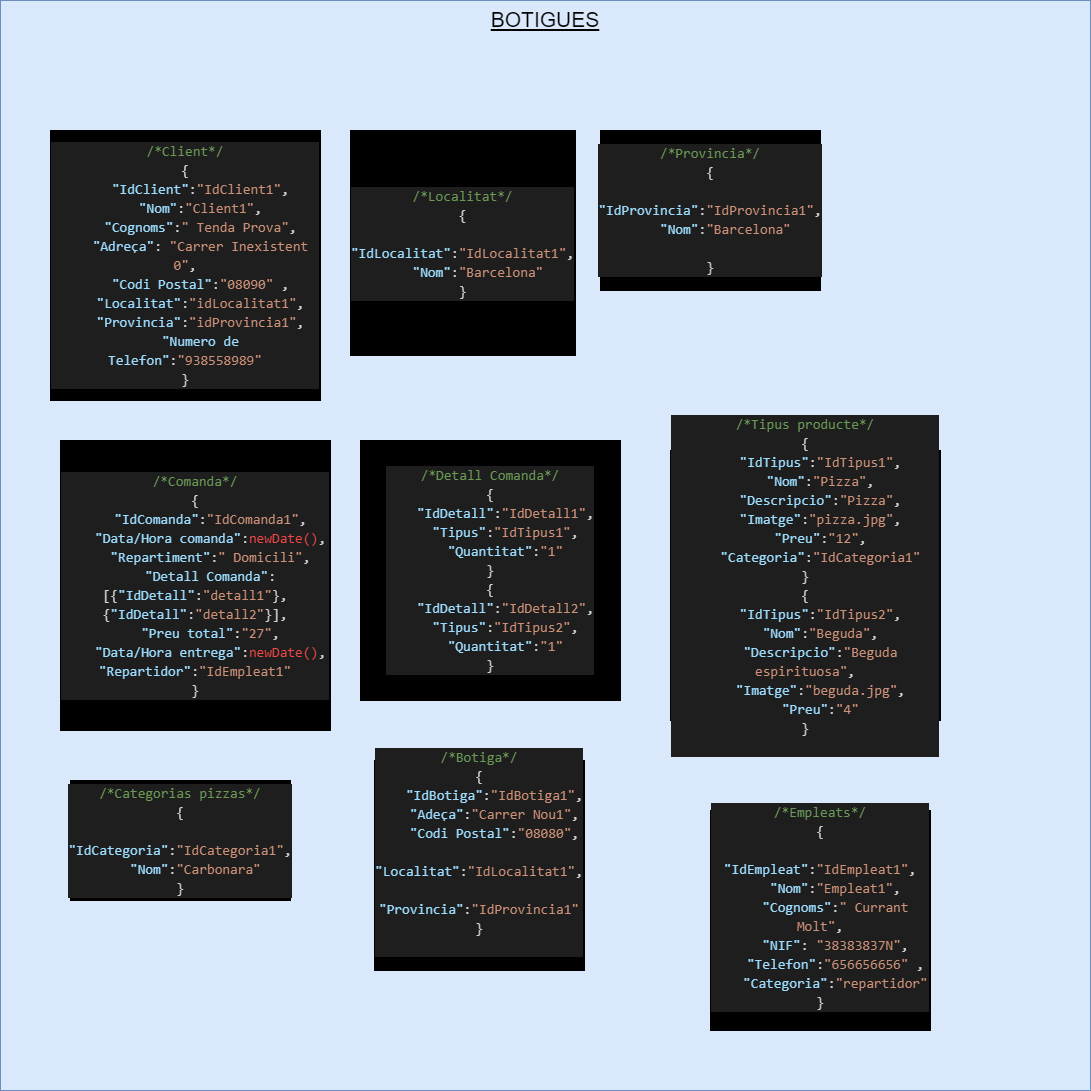 BOTIGUES
/*Client*/
{
"IdClient":"IdClient1",
"Nom":"Client1",
"Cognoms":" Tenda Prova",
"Adreça": "Carrer Inexistent
0",
"Codi Postal":"08090" ,
"Localitat":"idLocalitat1",
"Provincia":"idProvincia1",
"Numero de
Telefon":"938558989"
}
/*Localitat*/
{
"IdLocalitat":"IdLocalitat1",
"Nom":"Barcelona"
}
/*Provincia*/
{
"IdProvincia":"IdProvincia1",
"Nom":"Barcelona"
}
/*Comanda*/
{
"IdComanda":"IdComanda1",
"Data/Hora comanda":newDate(),
"Repartiment":" Domicili",
"Detall Comanda":
[{"IdDetall":"detall1"},
{"IdDetall":"detall2"}],
"Preu total":"27",
"Data/Hora entrega":newDate(),
"Repartidor":"IdEmpleat1"
}
/*Detall Comanda*/
{
"IdDetall":"IdDetall1",
"Tipus":"IdTipus1",
"Quantitat":"1"
}
{
"IdDetall":"IdDetall2",
"Tipus":"IdTipus2",
"Quantitat":"1"
}
/*Tipus producte*/
{
"IdTipus":"IdTipus1",
"Nom":"Pizza",
"Descripcio":"Pizza",
"Imatge":"pizza.jpg",
"Preu":"12",
"Categoria":"IdCategoria1"
}
{
"IdTipus":"IdTipus2",
"Nom":"Beguda",
"Descripcio":"Beguda
espirituosa",
"Imatge":"beguda.jpg",
"Preu":"4"
}
/*Categorias pizzas*/
{
"IdCategoria":"IdCategoria1",
"Nom":"Carbonara"
}
/*Botiga*/
{
"IdBotiga":"IdBotiga1",
"Adeça":"Carrer Nou1",
"Codi Postal":"08080",
"Localitat":"IdLocalitat1",
"Provincia":"IdProvincia1"
}
/*Empleats*/
{
"IdEmpleat":"IdEmpleat1",
"Nom":"Empleat1",
"Cognoms":" Currant
Molt",
"NIF": "38383837N",
"Telefon":"656656656" ,
"Categoria":"repartidor"
}